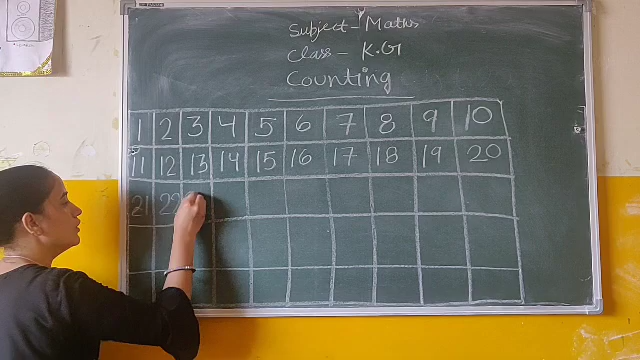 Subject - Maths
Class - K.G
Counting
1 2 3 4 5 6 7 8 9 10
11 12 13 14 15 16 17 18 19 20
21 22